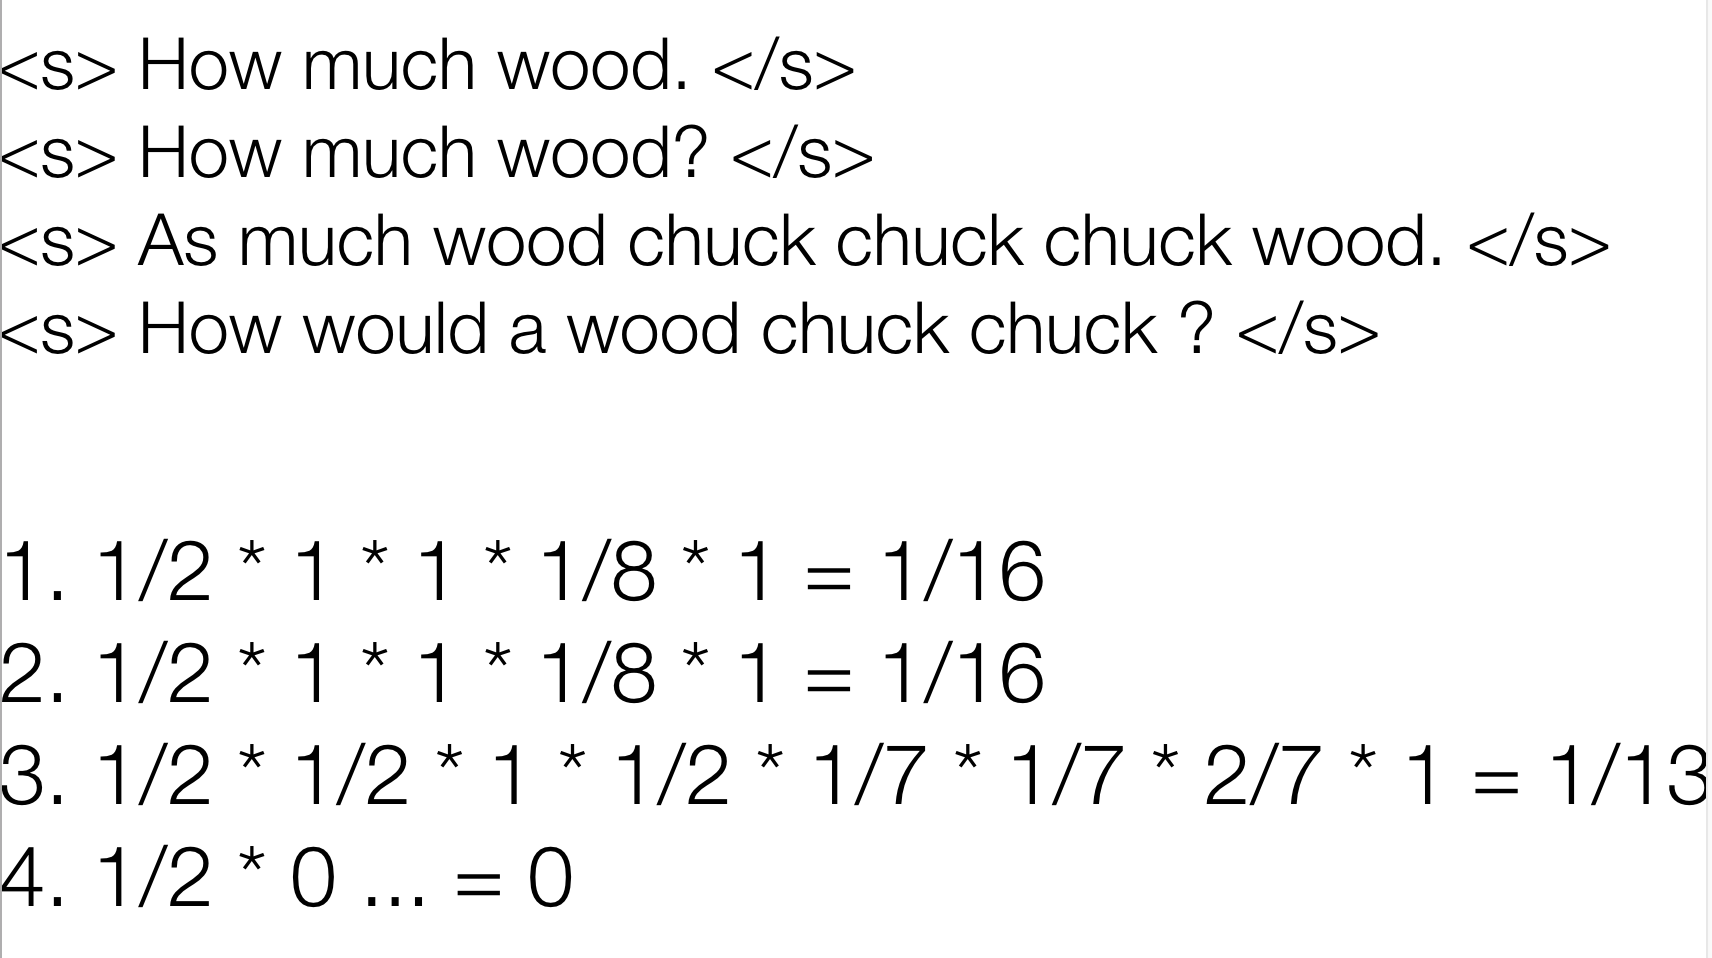 <s> How much wood. </s>
<s> How much wood? </s>
<s> As much wood chuck chuck chuck wood. </s>
<s> How would a wood chuck chuck ? </s>
1. 1/2 * 1 * 1 * 1/8 * 1 = 1/16
2. 1/2 * 1 * 1 * 1/8 * 1 = 1/16
3. 1/2 * 1/2 * 1 * 1/2 * 1/7 * 1/7 * 2/7 * 1 = 1/13
4. 1/2 * 0 ... = 0